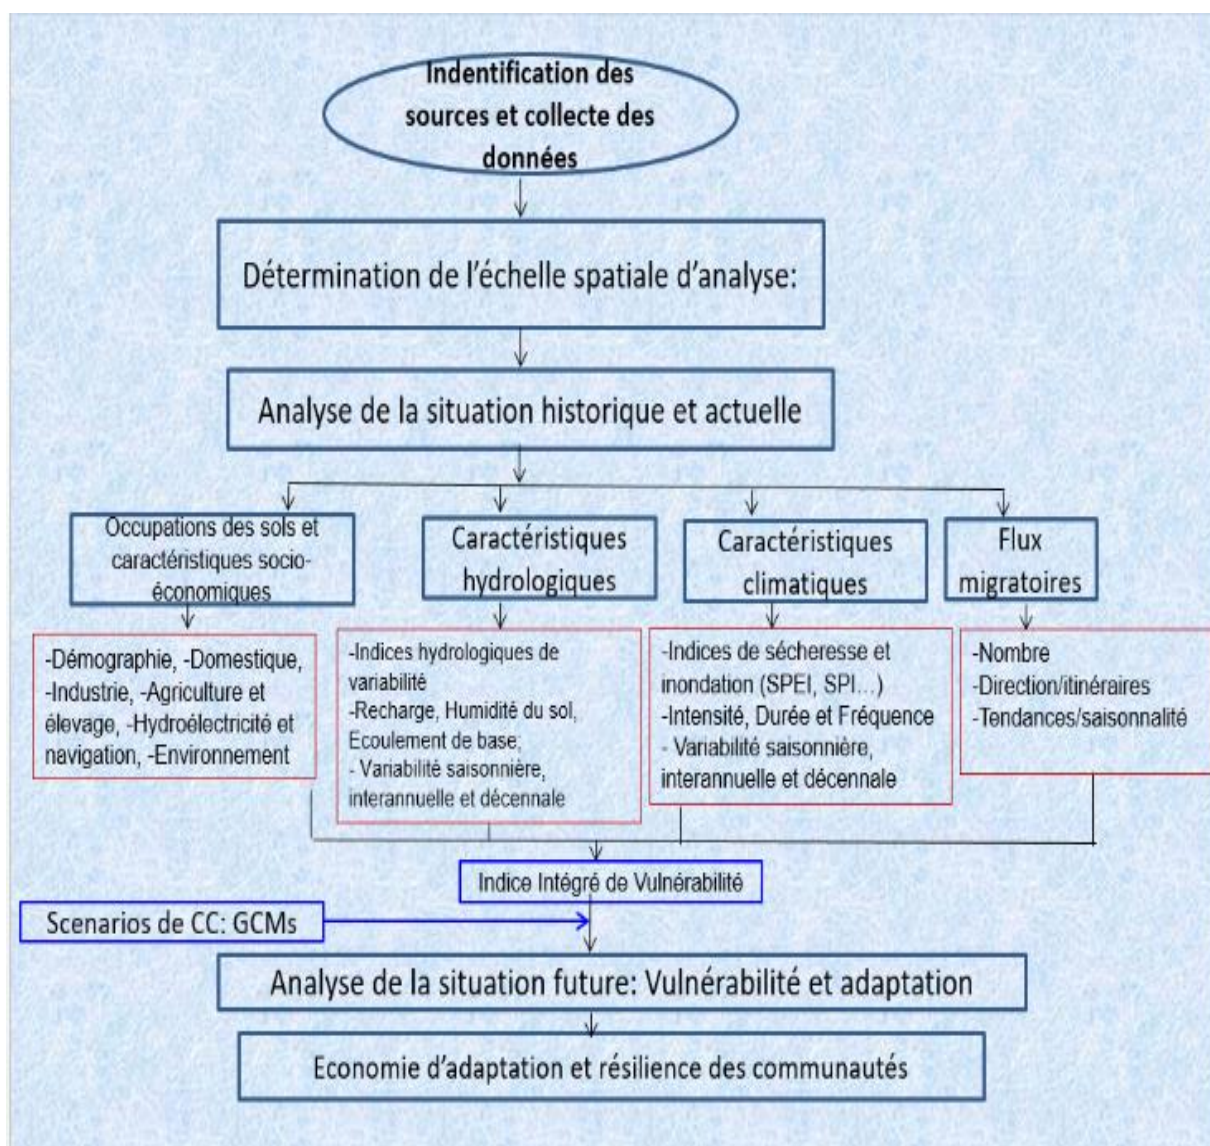 Indentification des
sources et collecte des
données
Détermination de l’échelle spatiale d’analyse:
Analyse de la situation historique et actuelle
Occupations des sols et
caractéristiques socio-
économiques
Caractéristiques
hydrologiques
Caractéristiques
climatiques
Flux
migratoires
-Démographie, -Domestique,
-Industrie, -Agriculture et
élevage, -Hydroélectricité et
navigation, -Environnement
-Indices hydrologiques de
variabilité
-Recharge, Humidité du sol,
Ecoulement de base;
- Variabilité saisonnière,
interannuelle et décennale
-Indices de sécheresse et
inondation (SPEI, SPI…)
-Intensité, Durée et Fréquence
- Variabilité saisonnière,
interannuelle et décennale
-Nombre
-Direction/itinéraires
-Tendances/saisonnalité
Indice Intégré de Vulnérabilité
Scenarios de CC: GCMs
Analyse de la situation future: Vulnérabilité et adaptation
Economie d’adaptation et résilience des communautés